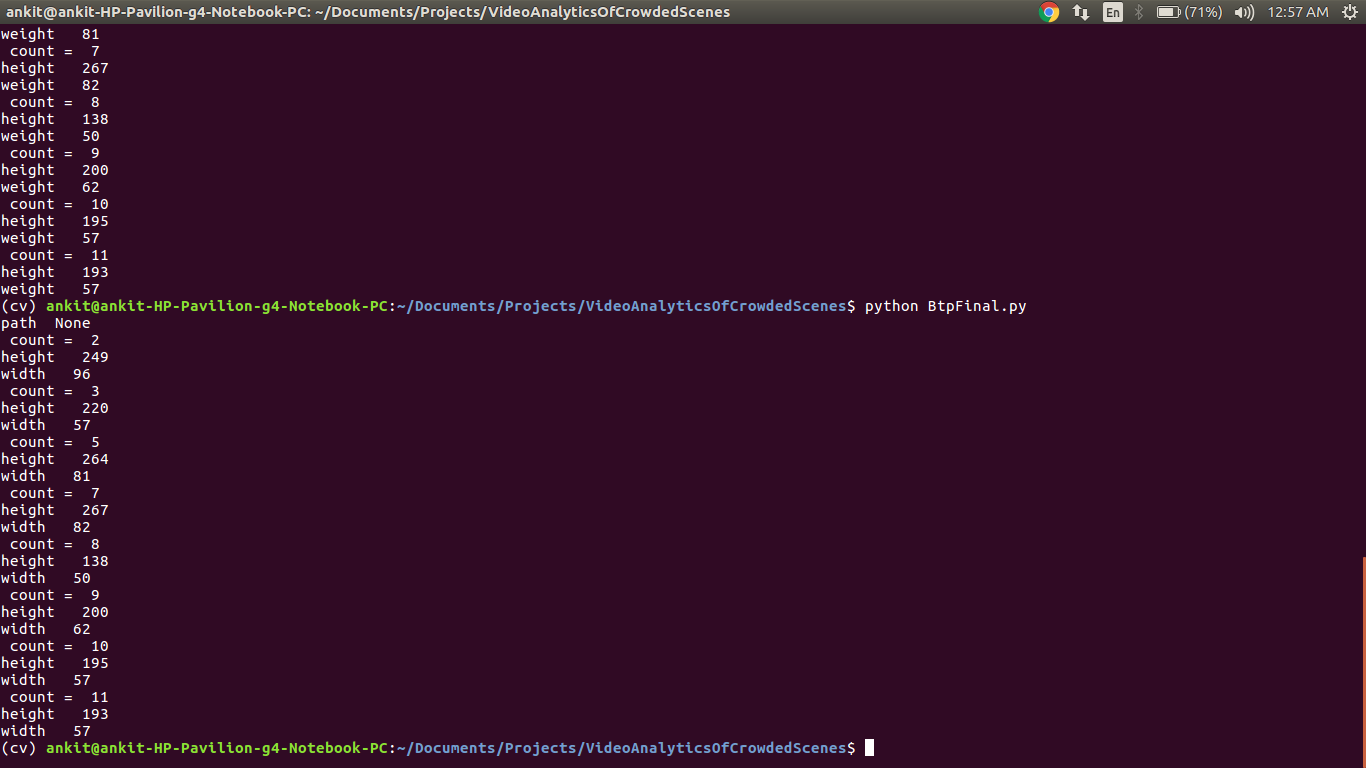 ankit@ankit-HP-Pavilion-g4-Notebook-PC: ~/Documents/Projects/VideoAnalyticsOfCrowdedScenes En (71%) 12:57 AM
weight   81
 count =  7
height   267
weight   82
 count =  8
height   138
weight   50
 count =  9
height   200
weight   62
 count =  10
height   195
weight   57
 count =  11
height   193
weight   57
(cv) ankit@ankit-HP-Pavilion-g4-Notebook-PC:~/Documents/Projects/VideoAnalyticsOfCrowdedScenes$ python BtpFinal.py
path  None
 count =  2
height   249
width   96
 count =  3
height   220
width   57
 count =  5
height   264
width   81
 count =  7
height   267
width   82
 count =  8
height   138
width   50
 count =  9
height   200
width   62
 count =  10
height   195
width   57
 count =  11
height   193
width   57
(cv) ankit@ankit-HP-Pavilion-g4-Notebook-PC:~/Documents/Projects/VideoAnalyticsOfCrowdedScenes$